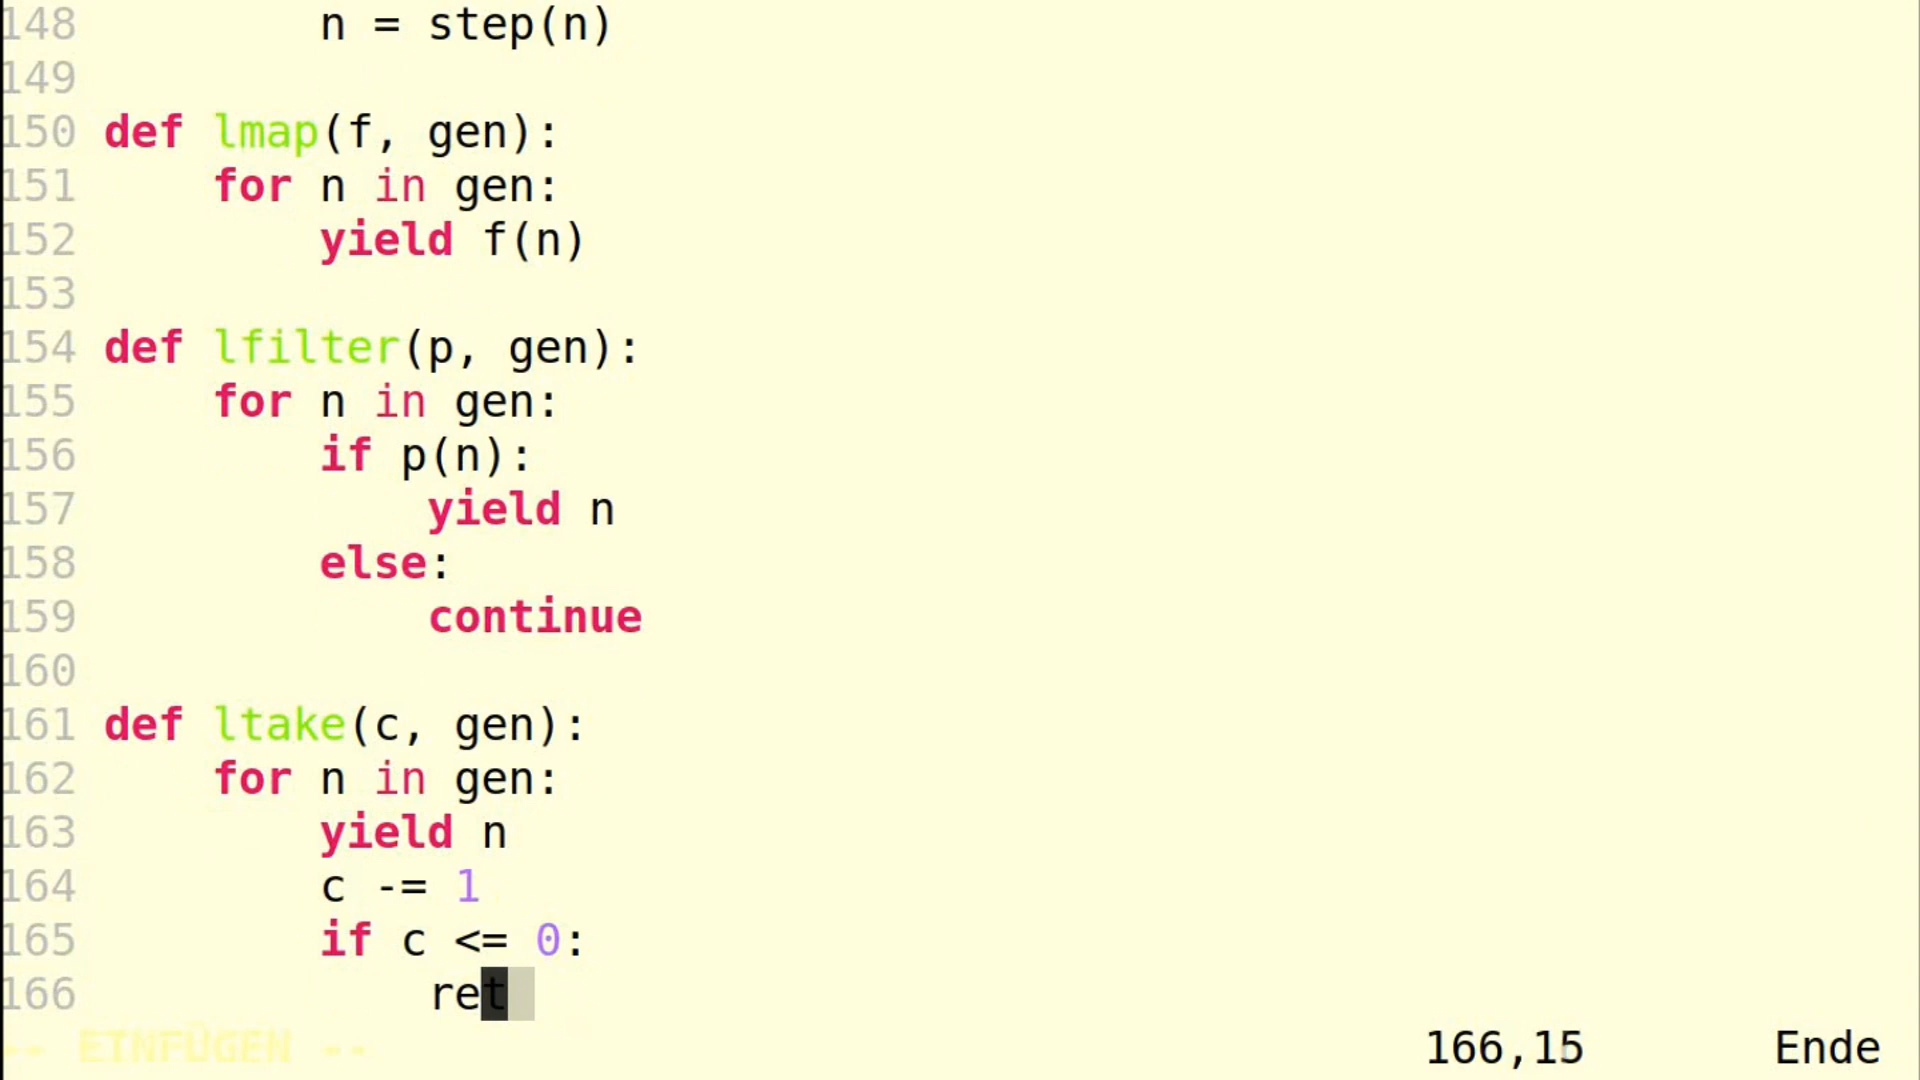 148         n = step(n)
149
150 def lmap(f, gen):
151     for n in gen:
152         yield f(n)
153
154 def lfilter(p, gen):
155     for n in gen:
156         if p(n):
157             yield n
158         else:
159             continue
160
161 def ltake(c, gen):
162     for n in gen:
163         yield n
164         c -= 1
165         if c <= 0:
166             ret
-- EINFÜGEN --                                      166,15       Ende